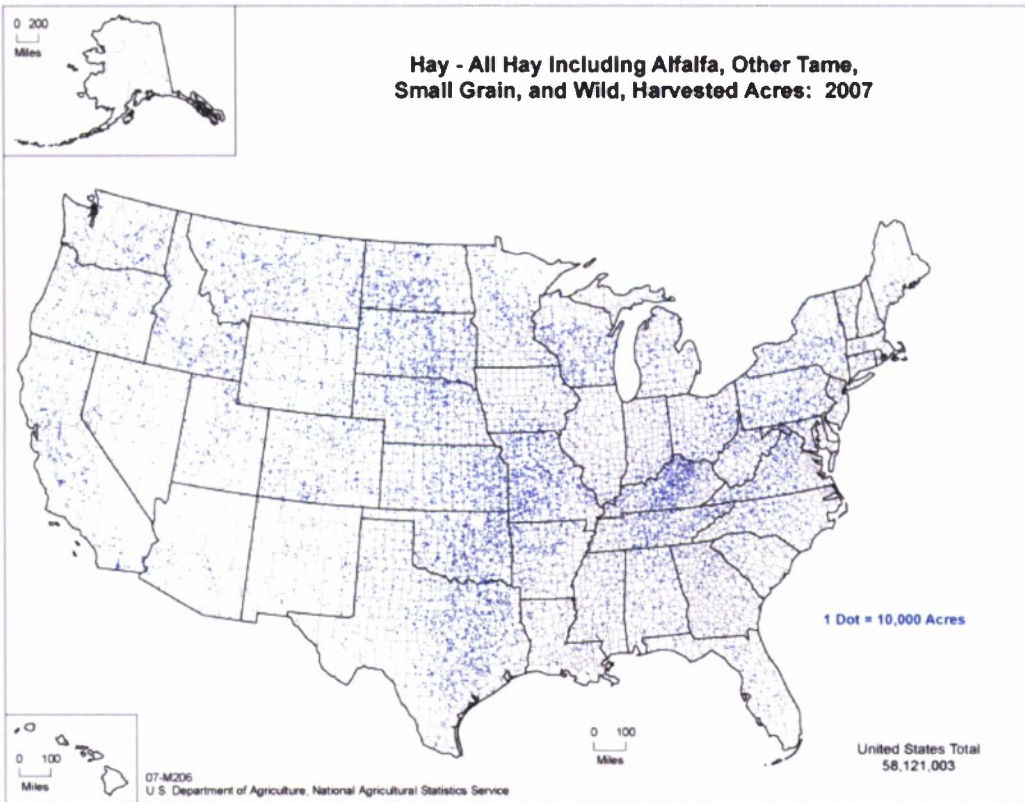 0 200
Miles
Hay - All Hay Including Alfalfa, Other Tame,
Small Grain, and Wild, Harvested Acres: 2007
1 Dot = 10,000 Acres
0 100
Miles
0 100
Miles
United States Total
58,121,003
07-M206
U.S. Department of Agriculture, National Agricultural Statistics Service